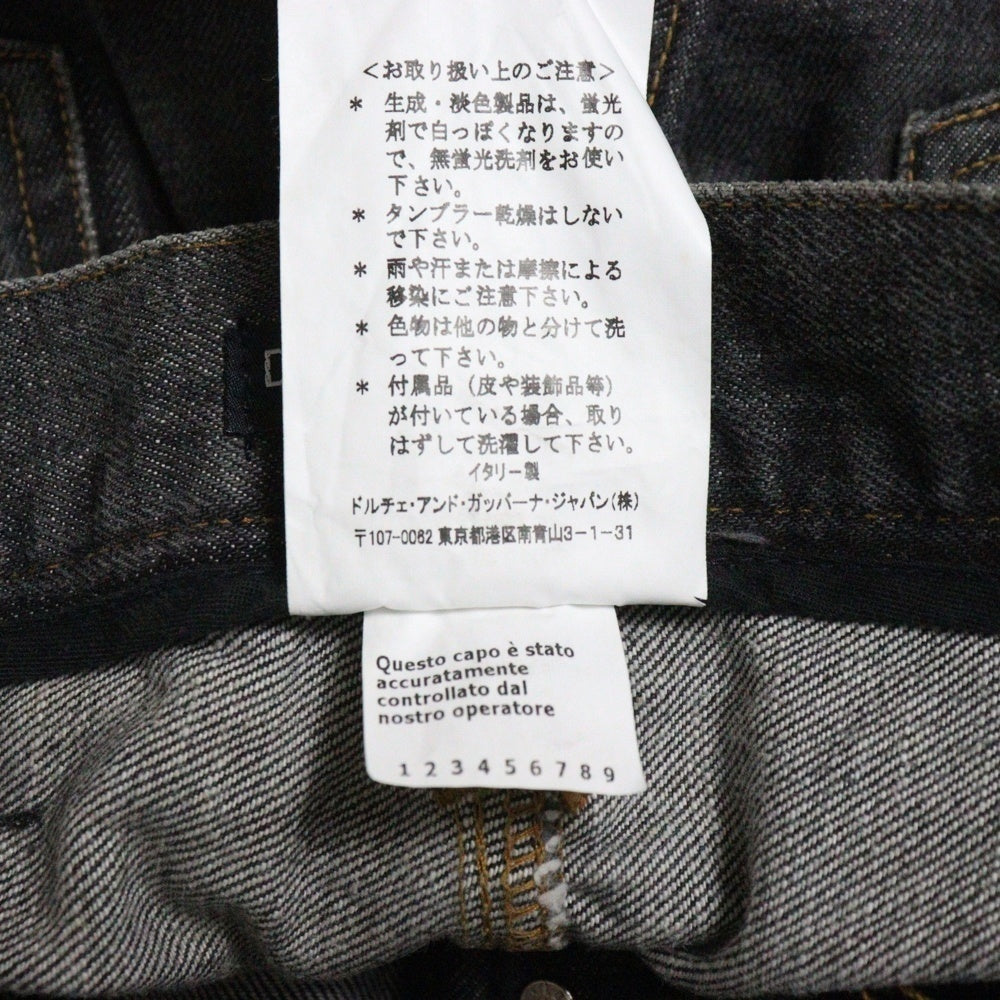 ＜お取り扱い上のご注意＞
＊ 生成・淡色製品は、蛍光
剤で白っぽくなりますの
で、無蛍光洗剤をお使い
下さい。
＊ タンブラー乾燥はしない
で下さい。
＊ 雨や汗または摩擦による
移染にご注意下さい。
＊ 色物は他の物と分けて洗
って下さい。
＊ 付属品（皮や装飾品等）
が付いている場合、取り
はずして洗濯して下さい。
イタリー製
ドルチェ・アンド・ガッバーナ・ジャパン(株)
〒107-0062 東京都港区南青山3-1-31
Questo capo è stato
accuratamente
controllato dal
nostro operatore
1 2 3 4 5 6 7 8 9